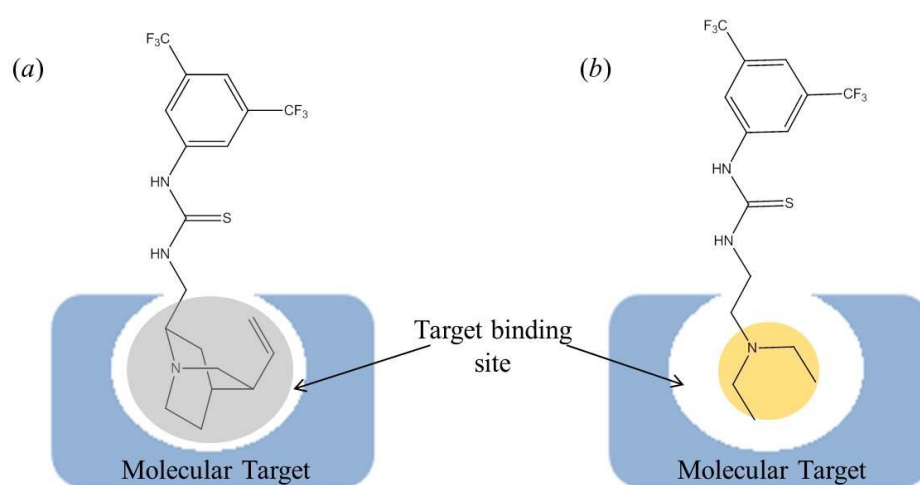 (a)
F₃C
CF₃
HN
S
HN
N
Molecular Target
Target binding
site
(b)
F₃C
CF₃
HN
S
HN
N
Molecular Target